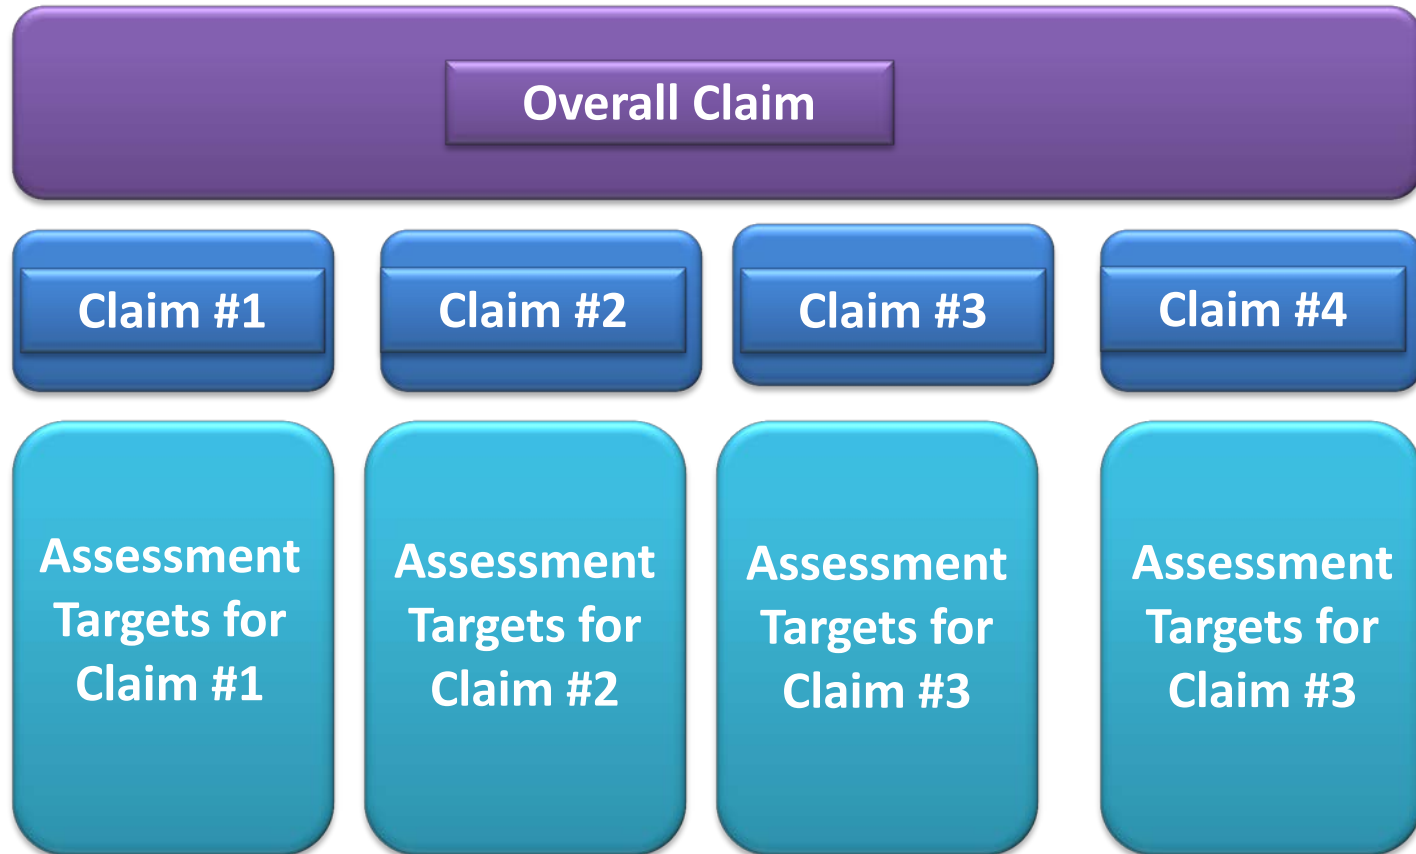 Overall Claim
Claim #1
Claim #2
Claim #3
Claim #4
Assessment
Targets for
Claim #1
Assessment
Targets for
Claim #2
Assessment
Targets for
Claim #3
Assessment
Targets for
Claim #3